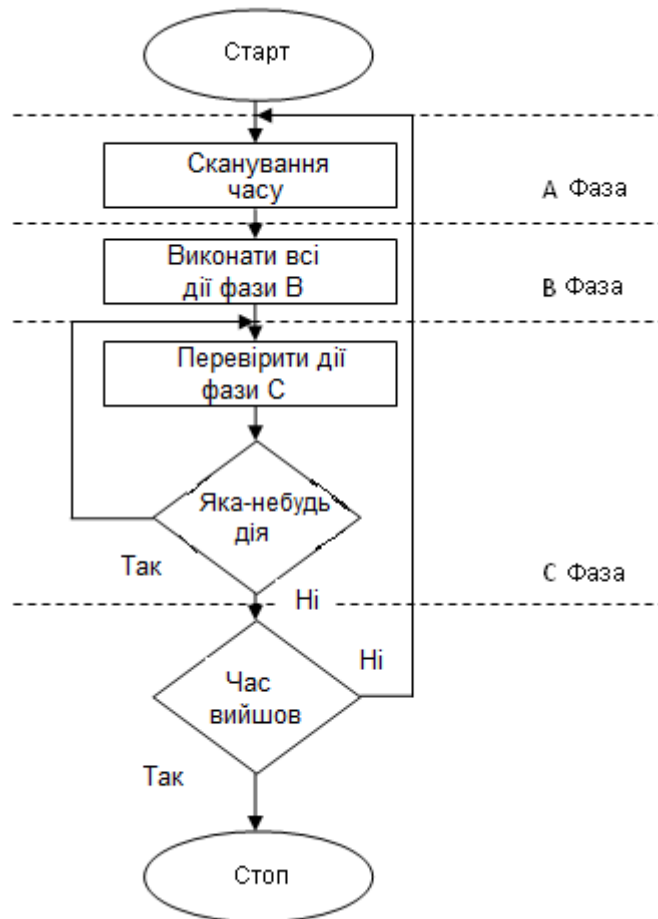 Старт
Сканування
часу
А Фаза
Виконати всі
дії фази В
В Фаза
Перевірити дії
фази С
Яка-небудь
дія
Так
С Фаза
Ні
Ні
Час
вийшов
Так
Стоп